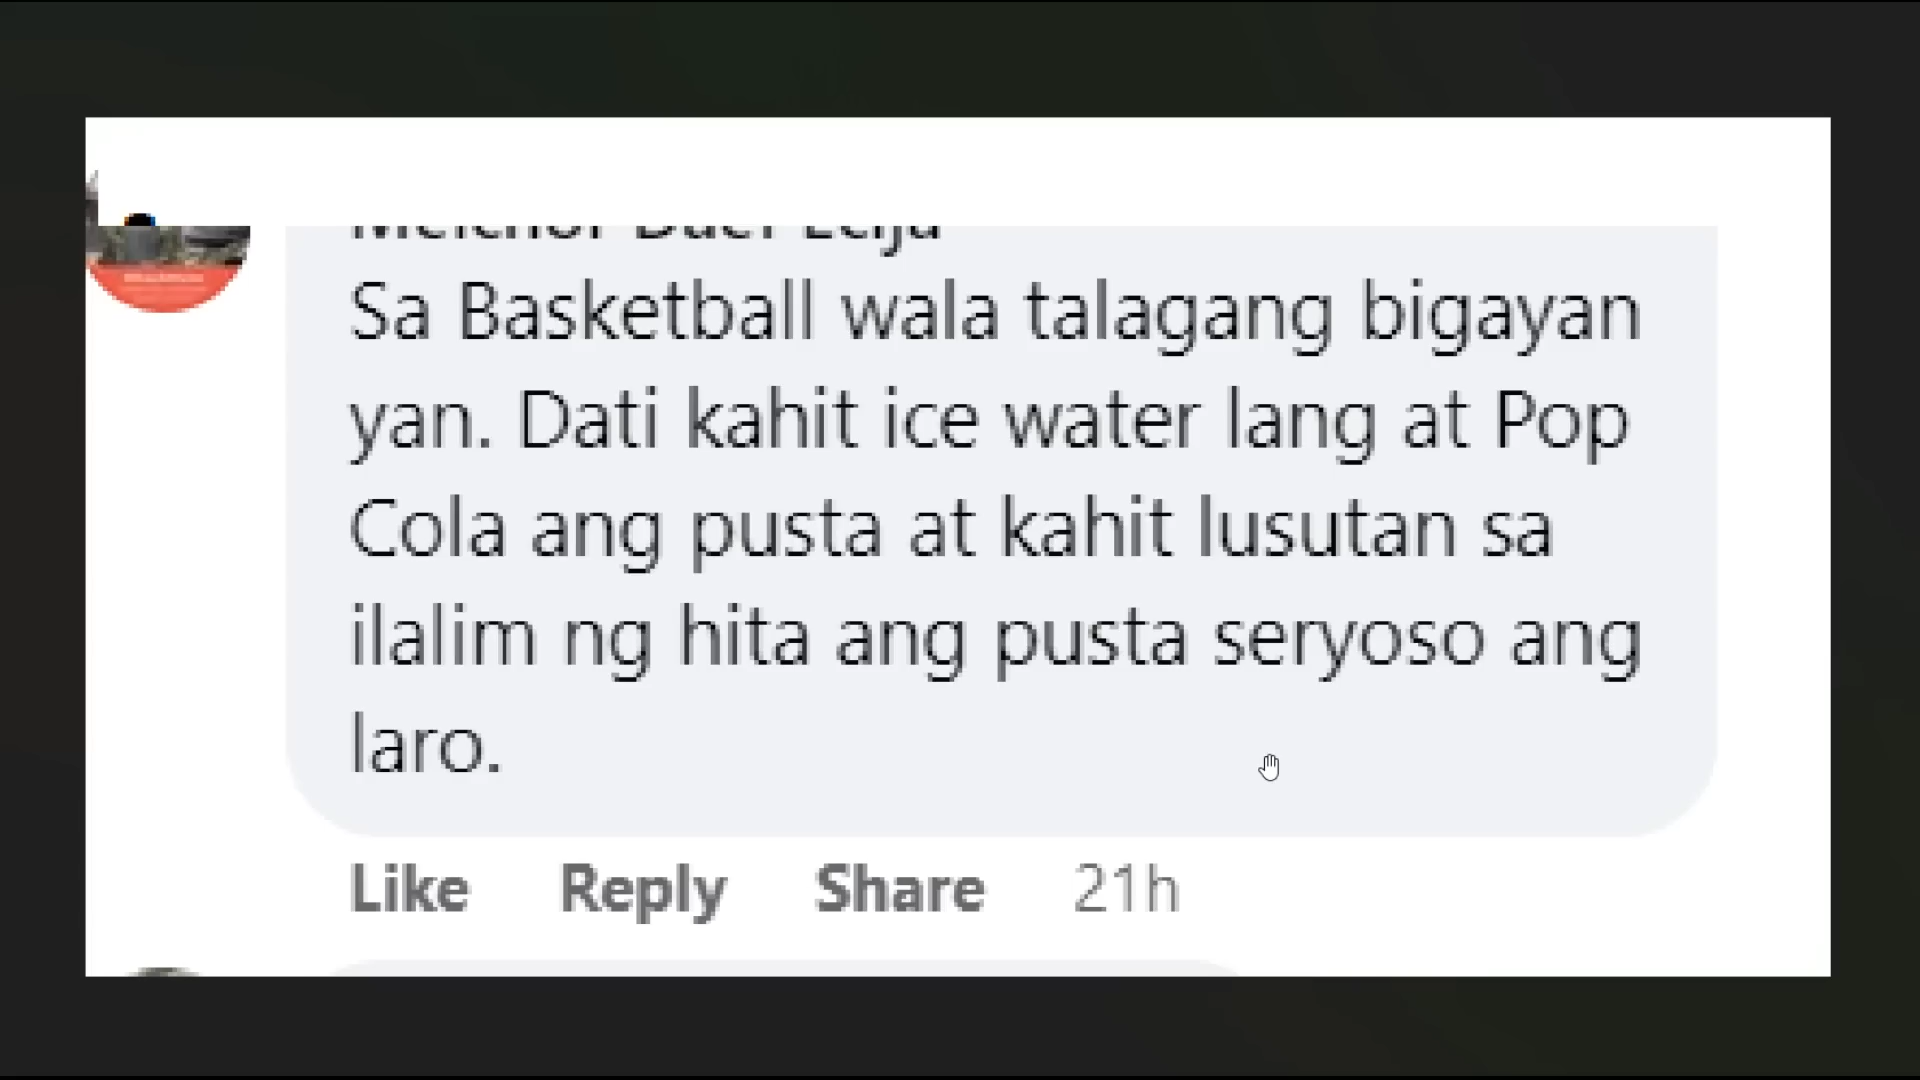 Sa Basketball wala talagang bigayan
yan. Dati kahit ice water lang at Pop
Cola ang pusta at kahit lusutan sa
ilalim ng hita ang pusta seryoso ang
laro.
Like Reply Share 21h